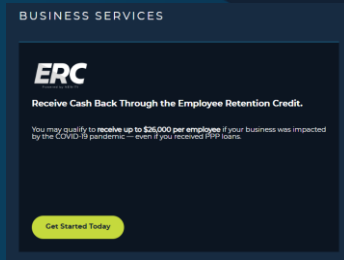 BUSINESS SERVICES
ERC
Receive Cash Back Through the Employee Retention Credit.
You may qualify to receive up to $26,000 per employee if your business was impacted
by the COVID-19 pandemic — even if you received PPP loans.
Get Started Today